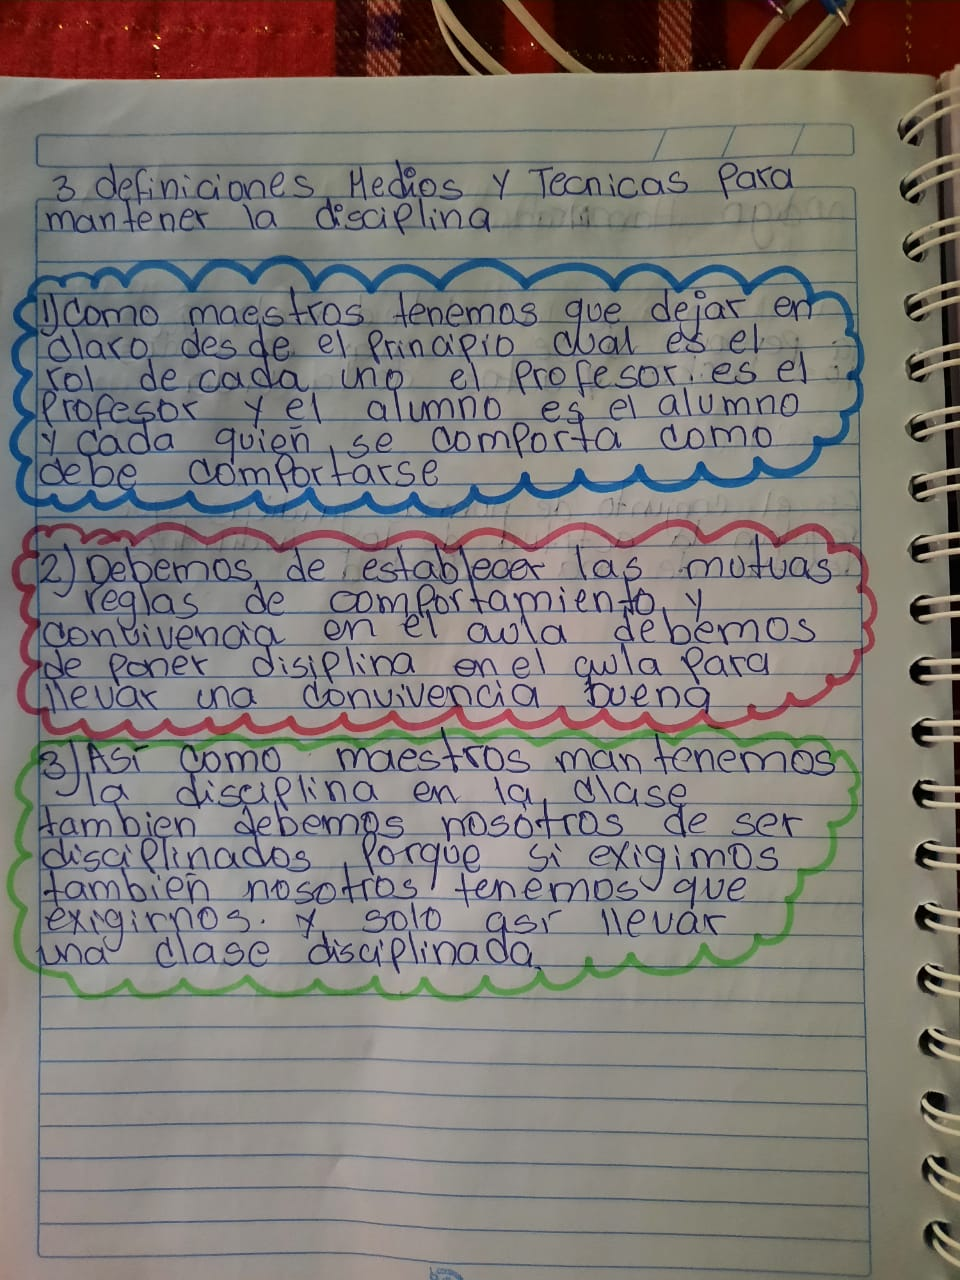 3 definiciones Medios y Tecnicas Para
mantener la disciplina
1) Como maestros tenemos que dejar en
claro desde el Principio cual es el
rol de cada uno el Profesor es el
Profesor y el alumno es el alumno
y cada quien se comporta como
debe comportarse
2) Debemos de establecer las mutuas
reglas de comportamiento y
convivencia en el aula debemos
de poner disiplina en el aula Para
llevar una convivencia buena
3) Asi como maestros mantenemos
la disciplina en la clase
tambien debemos nosotros de ser
disciplinados Porque si exigimos
tambien nosotros tenemos que
exigirnos. y solo asi llevar
una clase disciplinada.